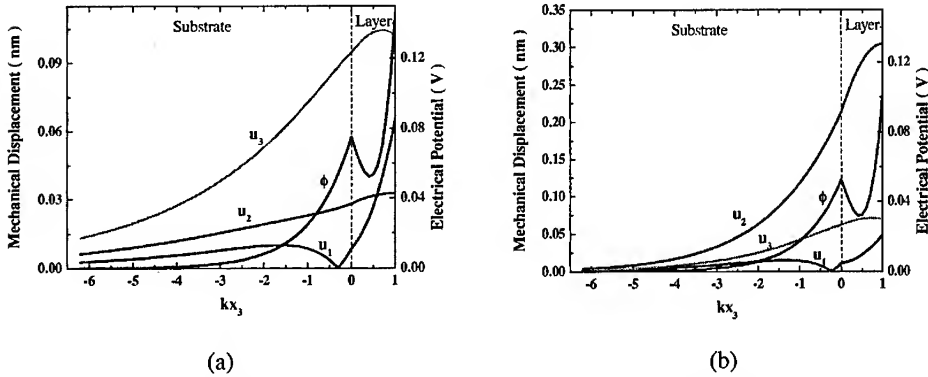 Substrate
Layer
Mechanical Displacement ( nm )
0.09
0.06
0.03
0.00
u3
u2
u1
ϕ
0.12
0.08
0.04
0.00
Electrical Potential ( V )
-6 -5 -4 -3 -2 -1 0 1
kx3
(a)
Substrate
Layer
Mechanical Displacement ( nm )
0.35
0.30
0.25
0.20
0.15
0.10
0.05
0.00
u2
u3
u1
ϕ
0.12
0.08
0.04
0.00
Electrical Potential ( V )
-6 -5 -4 -3 -2 -1 0 1
kx3
(b)